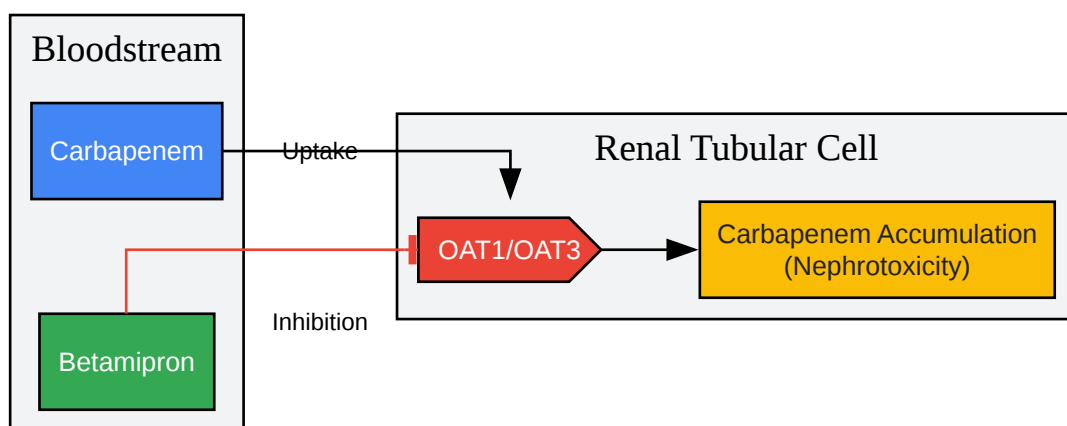 Bloodstream
Carbapenem
Uptake
Renal Tubular Cell
OAT1/OAT3
Carbapenem Accumulation
(Nephrotoxicity)
Inhibition
Betamipron